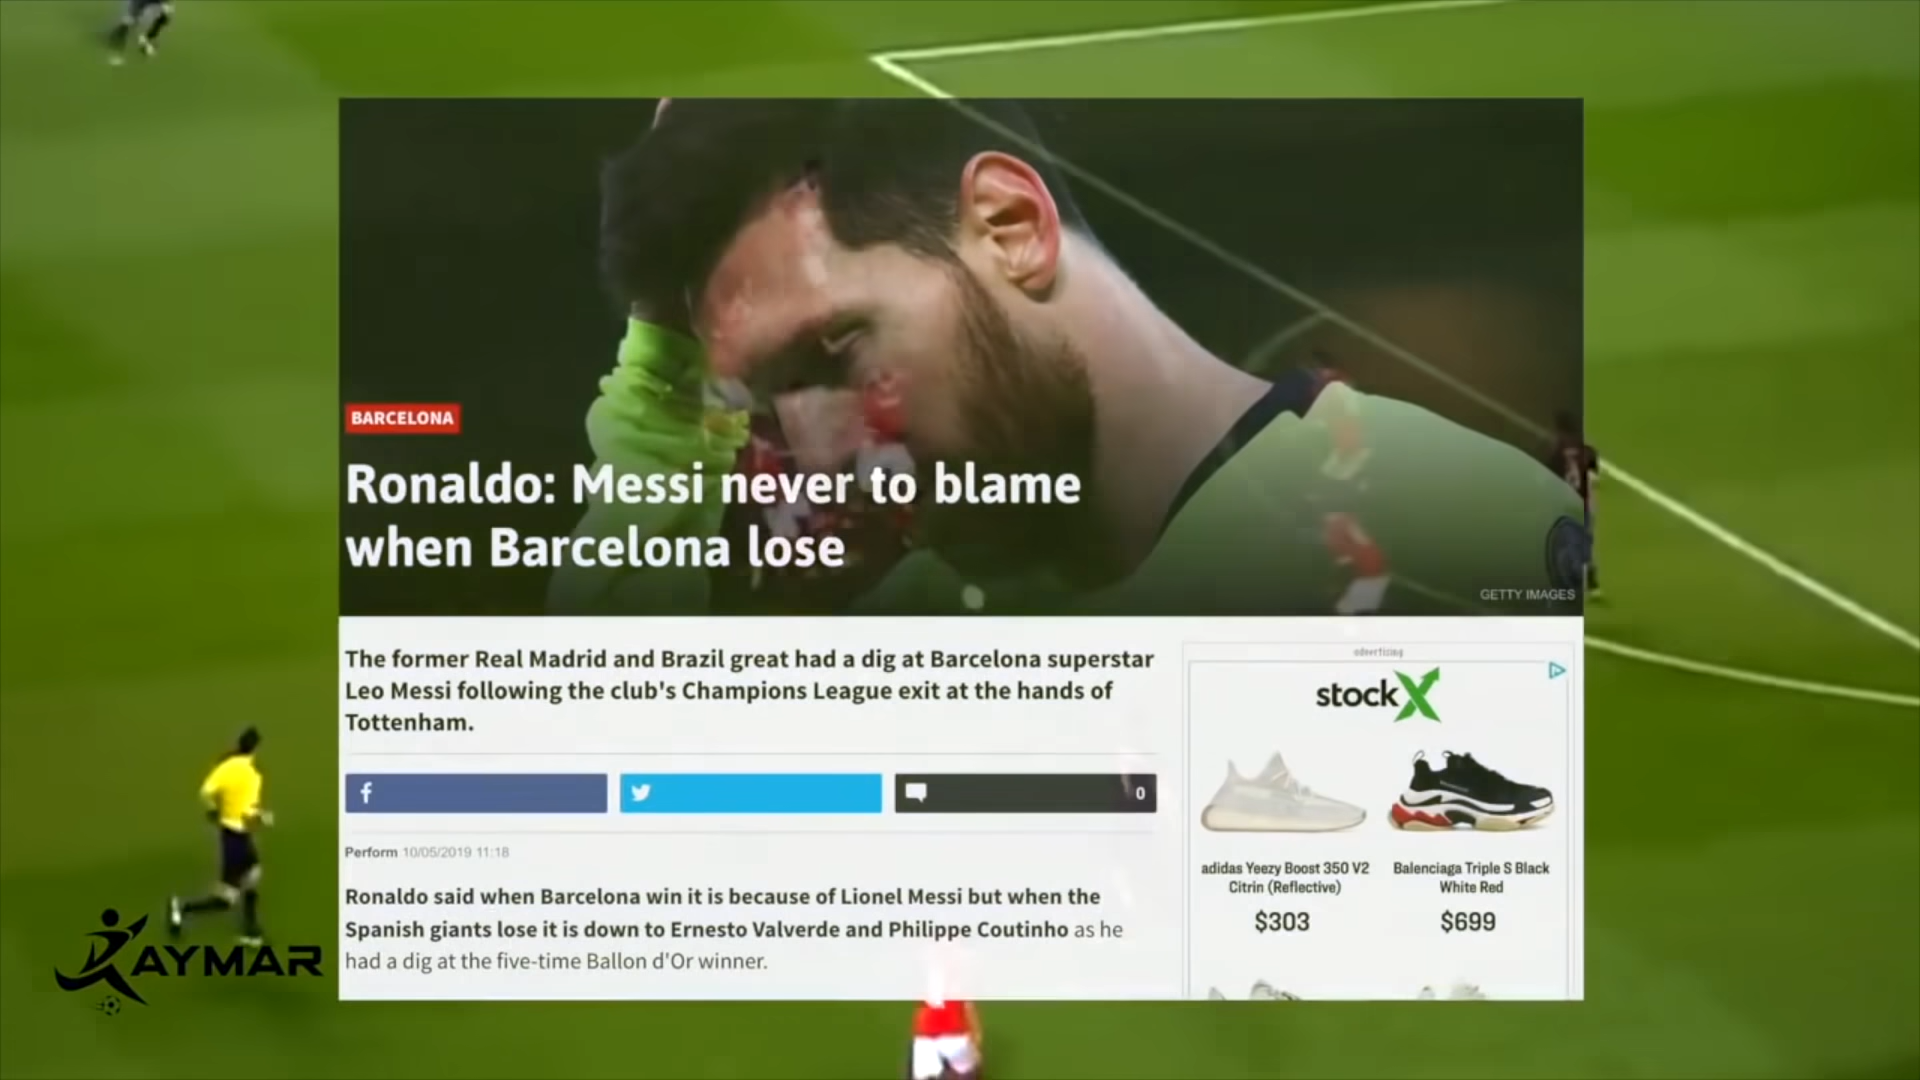 BARCELONA
Ronaldo: Messi never to blame
when Barcelona lose
GETTY IMAGES
The former Real Madrid and Brazil great had a dig at Barcelona superstar
Leo Messi following the club's Champions League exit at the hands of
Tottenham.
0
Perform 10/05/2019 11:18
Ronaldo said when Barcelona win it is because of Lionel Messi but when the
Spanish giants lose it is down to Ernesto Valverde and Philippe Coutinho as he
had a dig at the five-time Ballon d'Or winner.
advertising
stockX
adidas Yeezy Boost 350 V2
Citrin (Reflective)
$303
Balenciaga Triple S Black
White Red
$699
KAYMAR